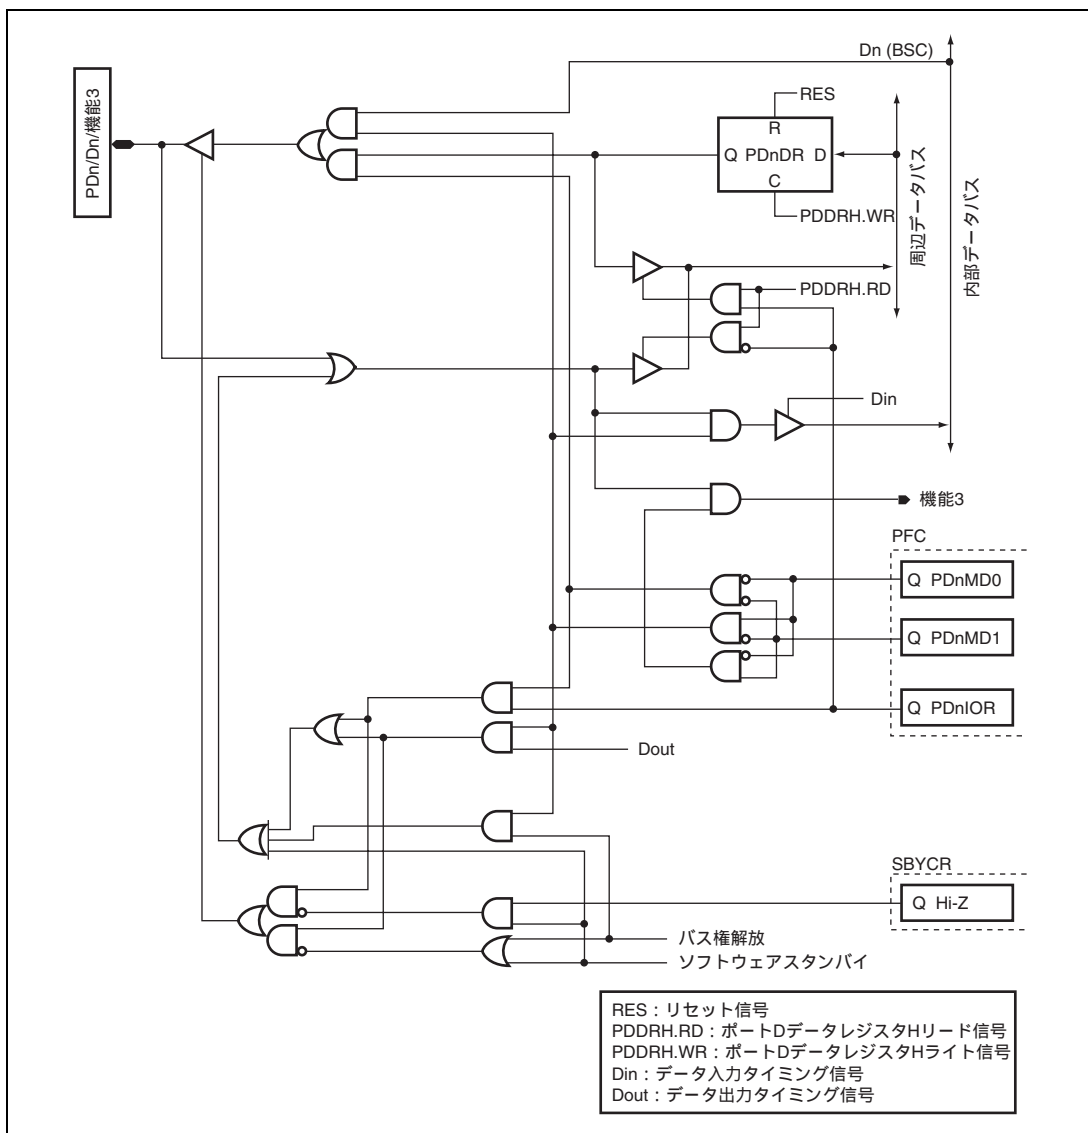 Dn (BSC)
PDn/Dn/機能3
RES
R
Q PDnDR D
C
PDDRH.WR
周辺データバス
内部データバス
PDDRH.RD
Din
機能3
PFC
Q PDnMD0
Q PDnMD1
Q PDnIOR
Dout
SBYCR
Q Hi-Z
バス権解放
ソフトウェアスタンバイ
RES：リセット信号
PDDRH.RD：ポートDデータレジスタHリード信号
PDDRH.WR：ポートDデータレジスタHライト信号
Din：データ入力タイミング信号
Dout：データ出力タイミング信号